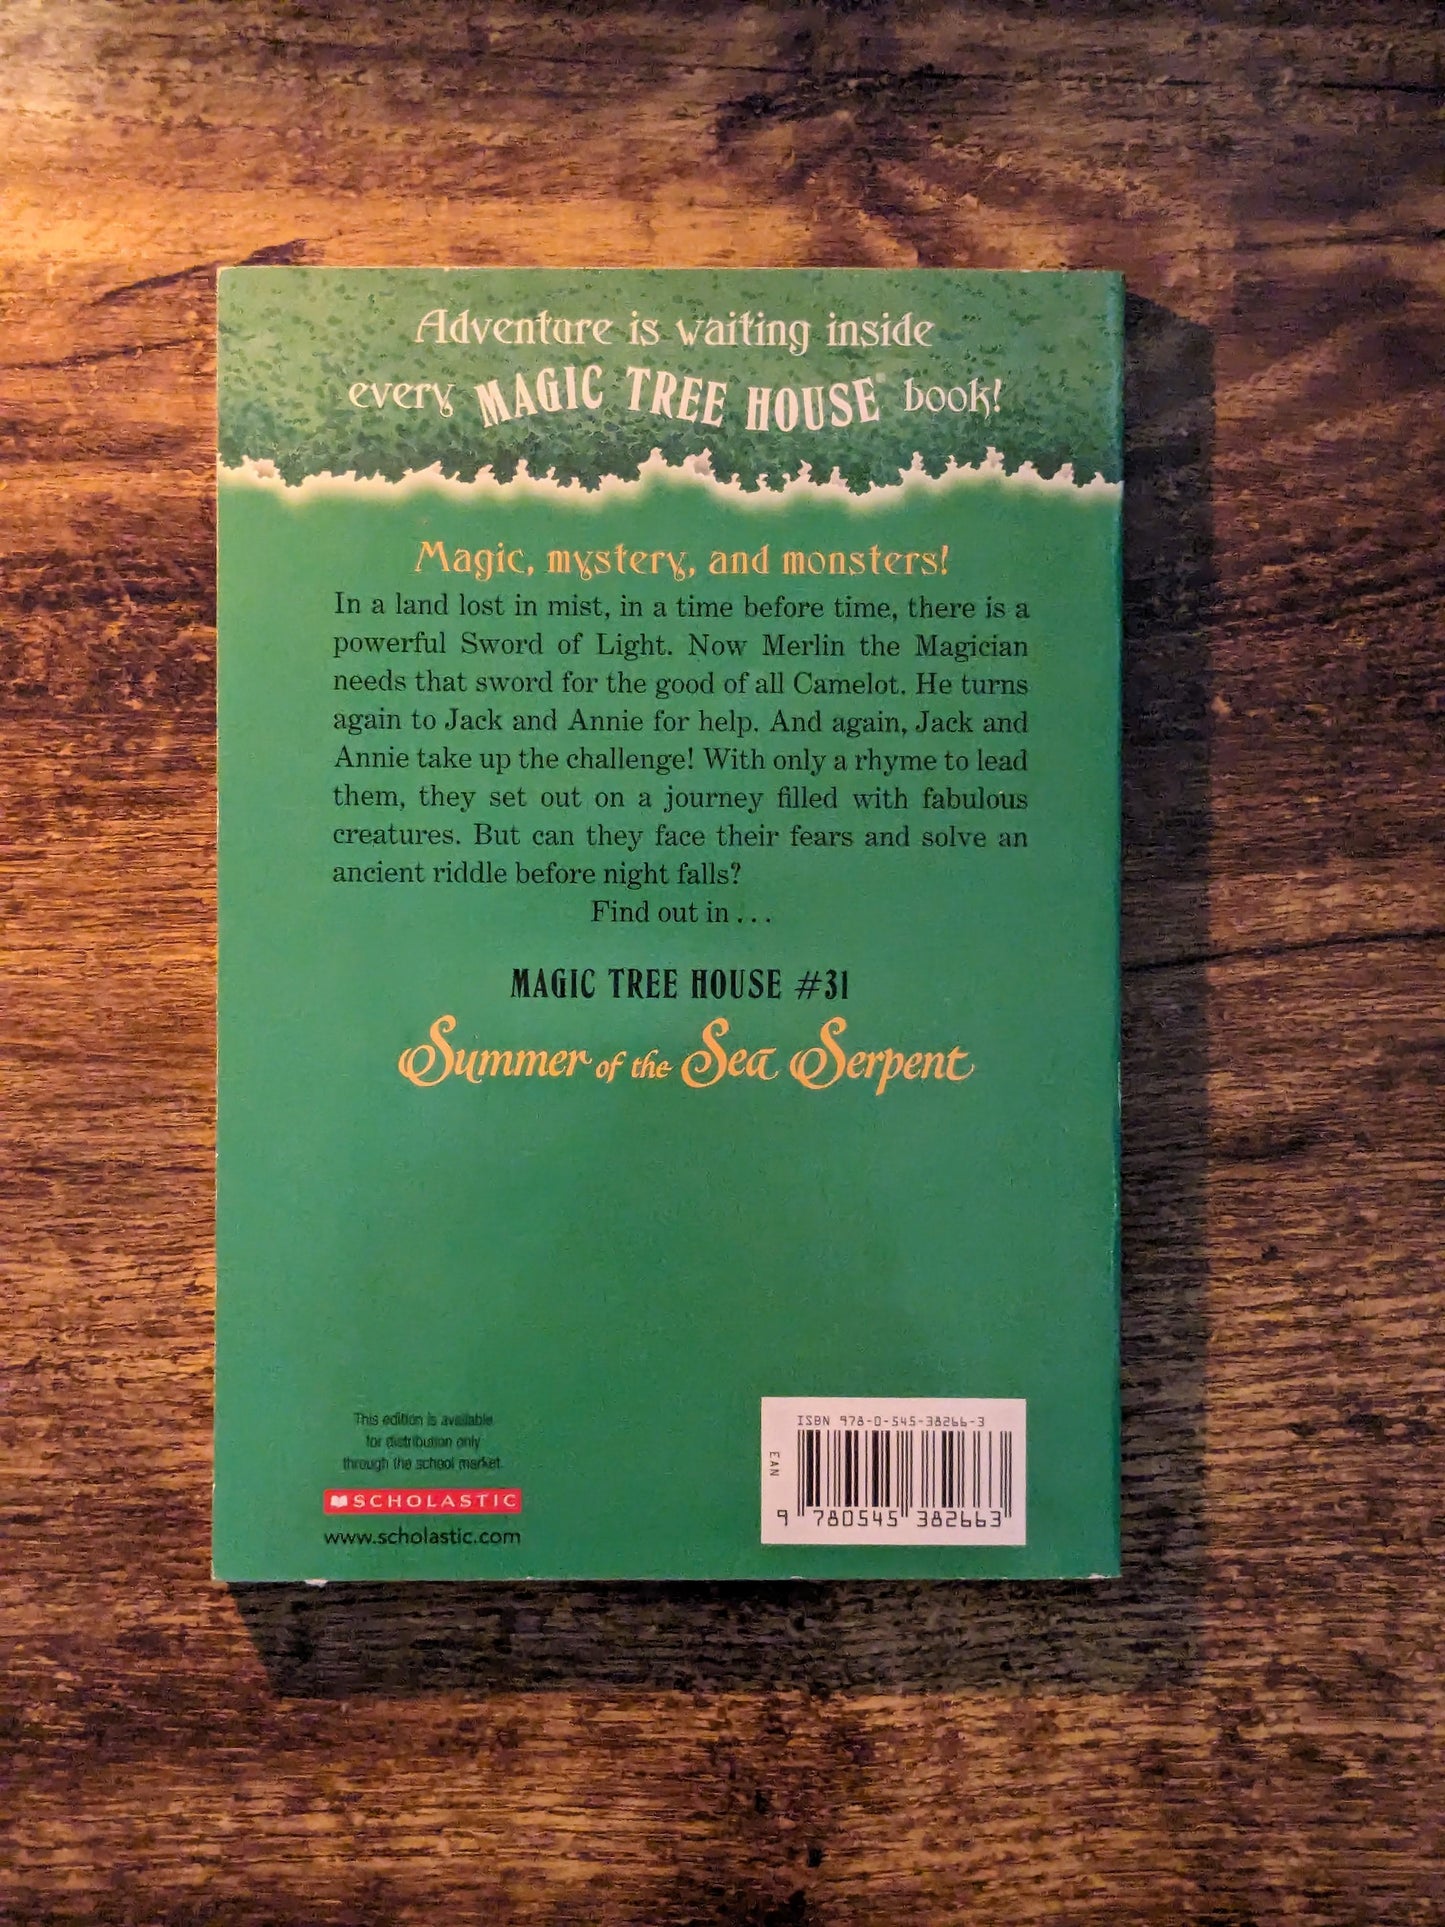 Adventure is waiting inside
every MAGIC TREE HOUSE® book!
Magic, mystery, and monsters!
In a land lost in mist, in a time before time, there is a
powerful Sword of Light. Now Merlin the Magician
needs that sword for the good of all Camelot. He turns
again to Jack and Annie for help. And again, Jack and
Annie take up the challenge! With only a rhyme to lead
them, they set out on a journey filled with fabulous
creatures. But can they face their fears and solve an
ancient riddle before night falls?
Find out in . . .
MAGIC TREE HOUSE #31
Summer of the Sea Serpent
This edition is available
for distribution only
through the school market.
SCHOLASTIC
www.scholastic.com
ISBN 978-0-545-38266-3
EAN
9 780545 382663